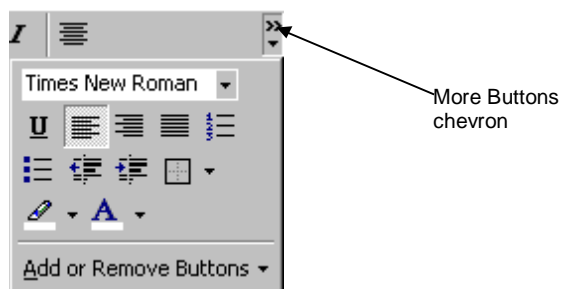 I
Times New Roman
More Buttons
chevron
U
A
Add or Remove Buttons